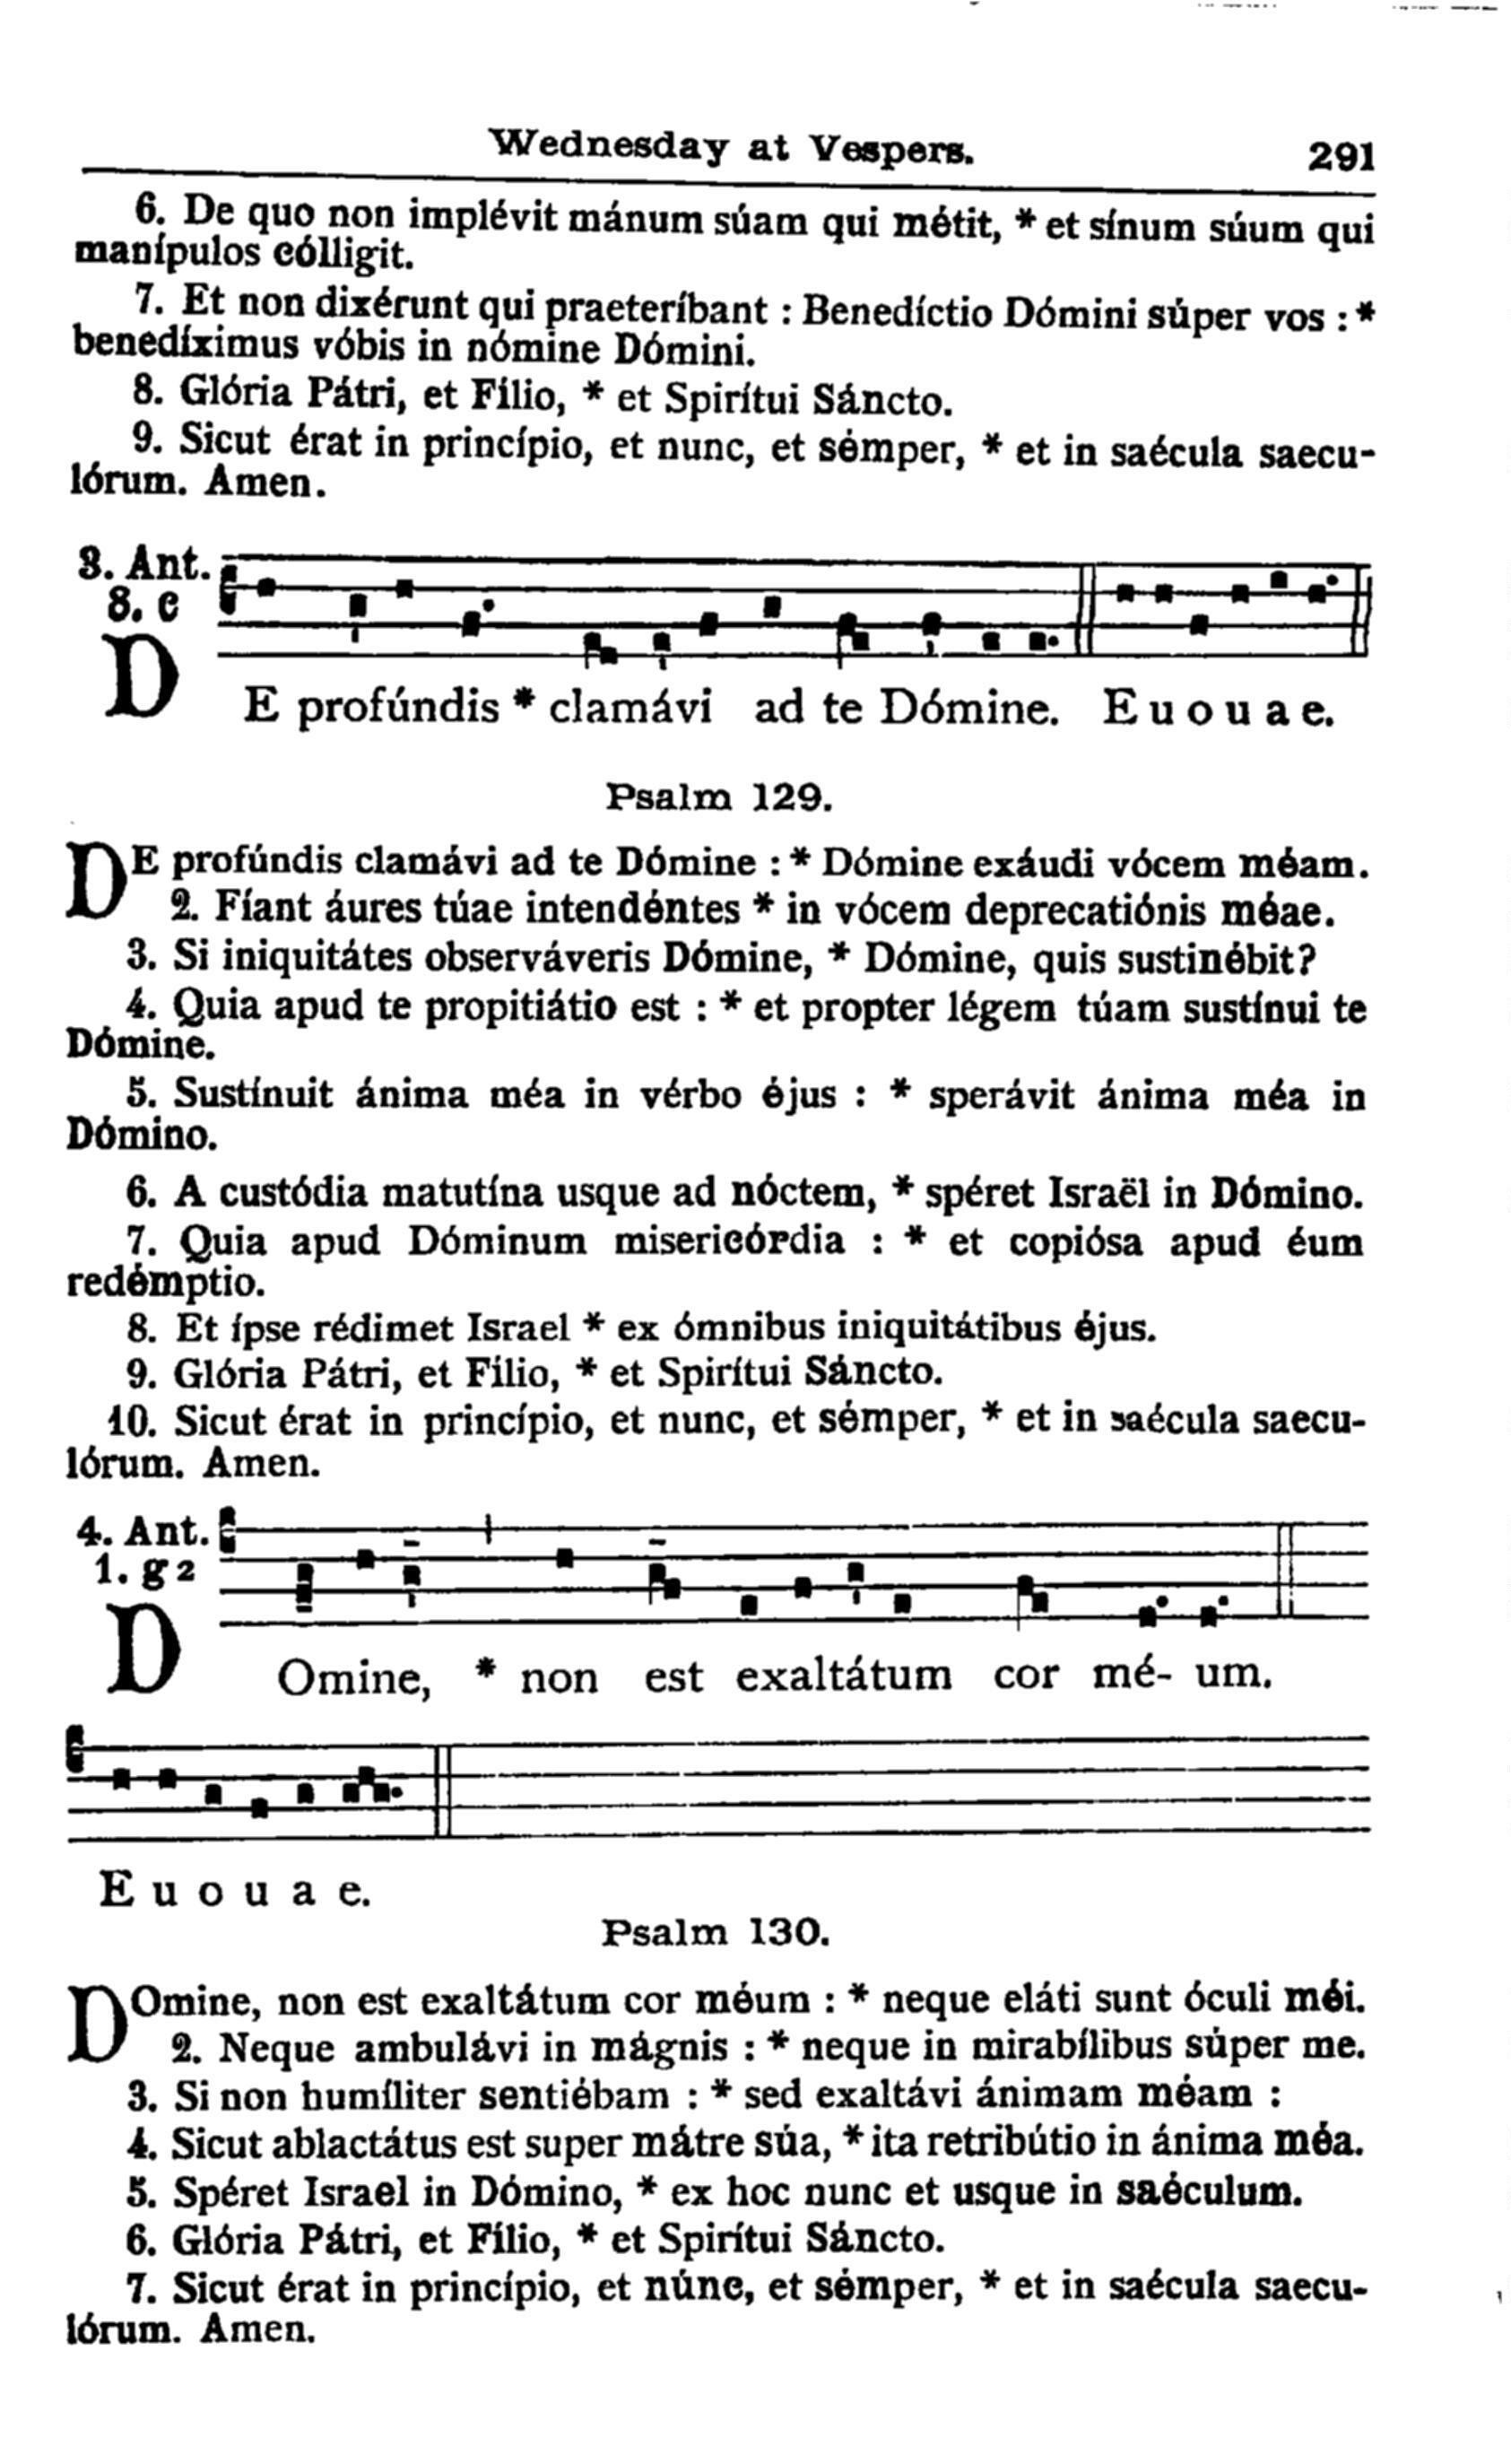 Wednesday at Vespers. 291
6. De quo non implévit mánum súam qui métit, * et sínum súum qui
manípulos cólligit.
7. Et non dixérunt qui praeteríbant : Benedíctio Dómini súper vos : *
benedíximus vóbis in nómine Dómini.
8. Glória Pátri, et Fílio, * et Spirítui Sáncto.
9. Sicut érat in princípio, et nunc, et sémper, * et in saécula saecu-
lórum. Amen.
3. Ant.
8. c
DE profúndis * clamávi ad te Dómine. E u o u a e.
Psalm 129.
DE profúndis clamávi ad te Dómine : * Dómine exáudi vócem méam.
2. Fíant áures túae intendéntes * in vócem deprecatiónis méae.
3. Si iniquitátes observáveris Dómine, * Dómine, quis sustinébit?
4. Quia apud te propitiátio est : * et propter légem túam sustínui te
Dómine.
5. Sustínuit ánima méa in vérbo éjus : * sperávit ánima méa in
Dómino.
6. A custódia matutína usque ad nóctem, * spéret Israël in Dómino.
7. Quia apud Dóminum misericórdia : * et copiósa apud éum
redémptio.
8. Et ípse rédimet Israel * ex ómnibus iniquitátibus éjus.
9. Glória Pátri, et Fílio, * et Spirítui Sáncto.
10. Sicut érat in princípio, et nunc, et sémper, * et in saécula saecu-
lórum. Amen.
4. Ant.
1. g 2
DOmine, * non est exaltátum cor mé- um.
E u o u a e.
Psalm 130.
DOmine, non est exaltátum cor méum : * neque eláti sunt óculi méi.
2. Neque ambulávi in mágnis : * neque in mirabílibus súper me.
3. Si non humíliter sentiébam : * sed exaltávi ánimam méam :
4. Sicut ablactátus est super mátre súa, * ita retribútio in ánima méa.
5. Spéret Israel in Dómino, * ex hoc nunc et usque in saéculum.
6. Glória Pátri, et Fílio, * et Spirítui Sáncto.
7. Sicut érat in princípio, et núnc, et sémper, * et in saécula saecu-
lórum. Amen.